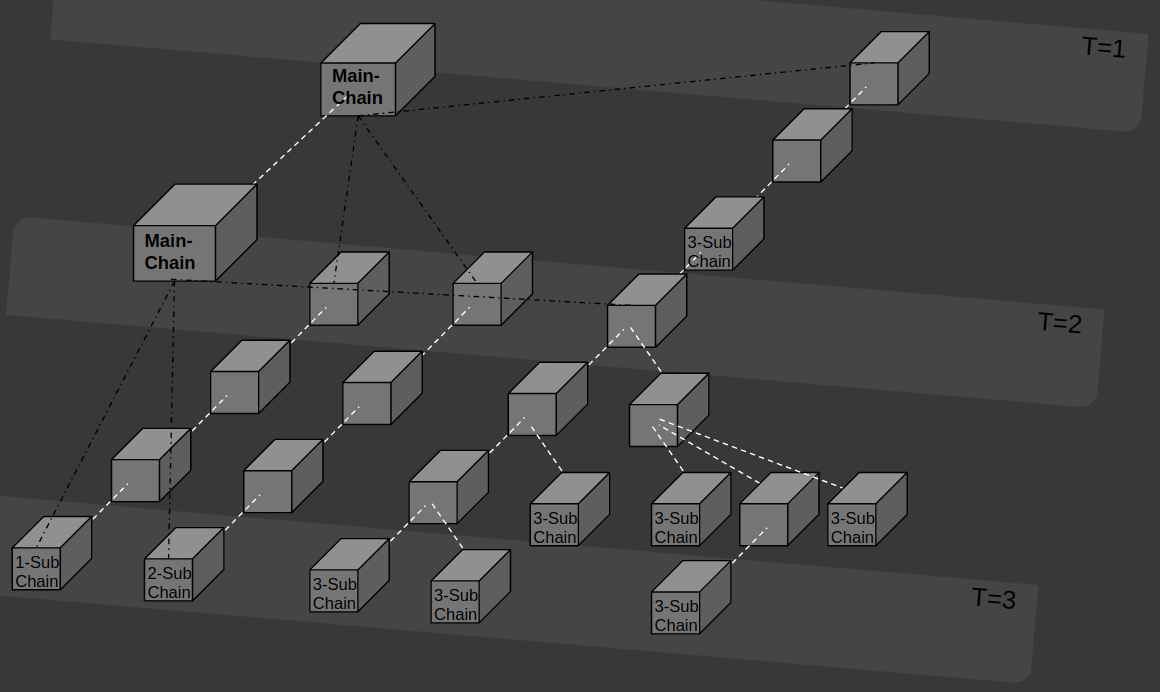 T=1
Main-
Chain
Main-
Chain
3-Sub
Chain
T=2
3-Sub
Chain
3-Sub
Chain
3-Sub
Chain
1-Sub
Chain
2-Sub
Chain
3-Sub
Chain
3-Sub
Chain
3-Sub
Chain
T=3